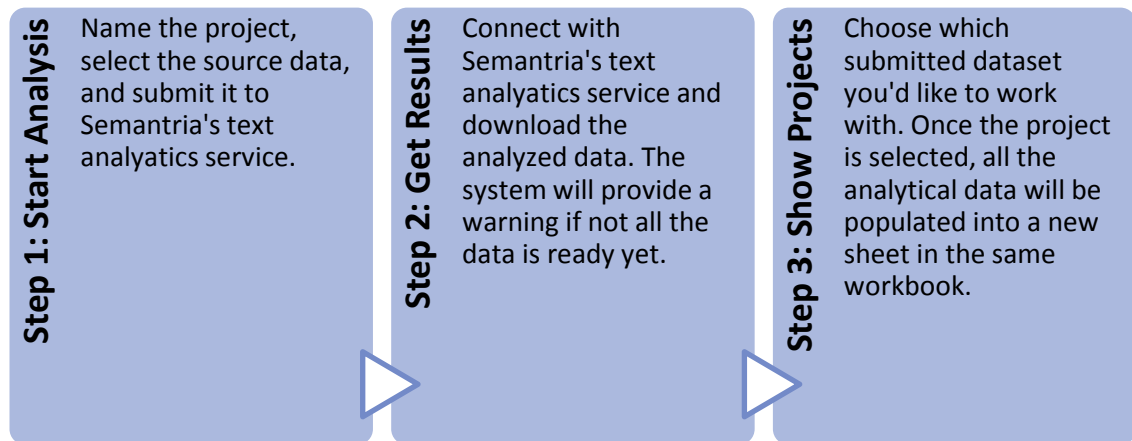 Step 1: Start Analysis
Name the project,
select the source data,
and submit it to
Semantria's text
analyatics service.
Step 2: Get Results
Connect with
Semantria's text
analyatics service and
download the
analyzed data. The
system will provide a
warning if not all the
data is ready yet.
Step 3: Show Projects
Choose which
submitted dataset
you'd like to work
with. Once the project
is selected, all the
analytical data will be
populated into a new
sheet in the same
workbook.